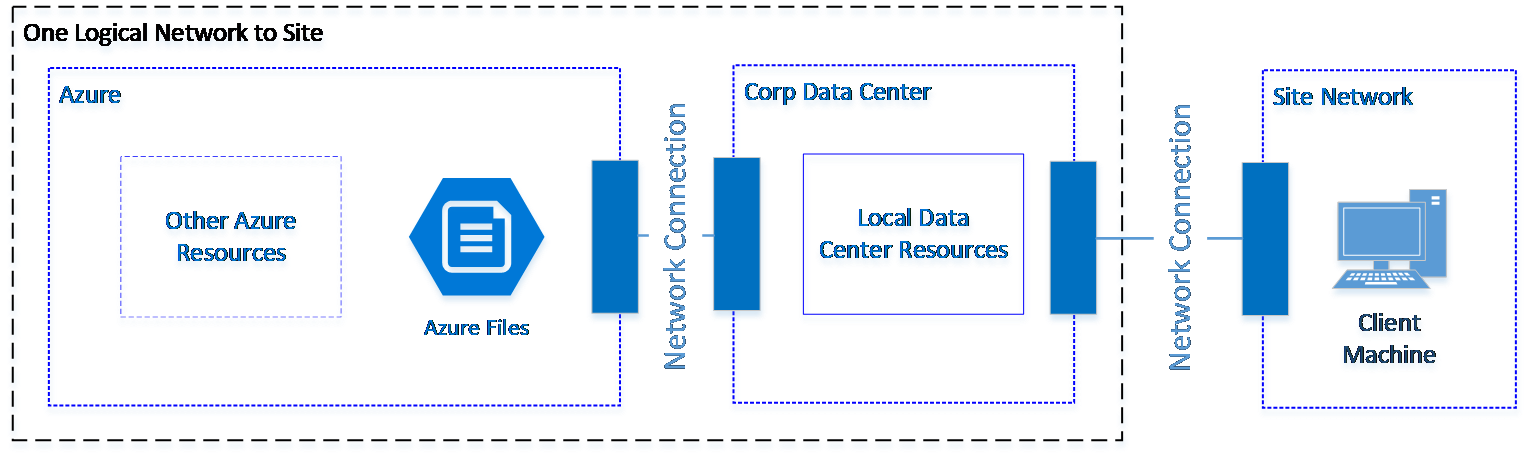 One Logical Network to Site
Azure
Other Azure
Resources
Azure Files
Network Connection
Corp Data Center
Local Data
Center Resources
Network Connection
Site Network
Client
Machine